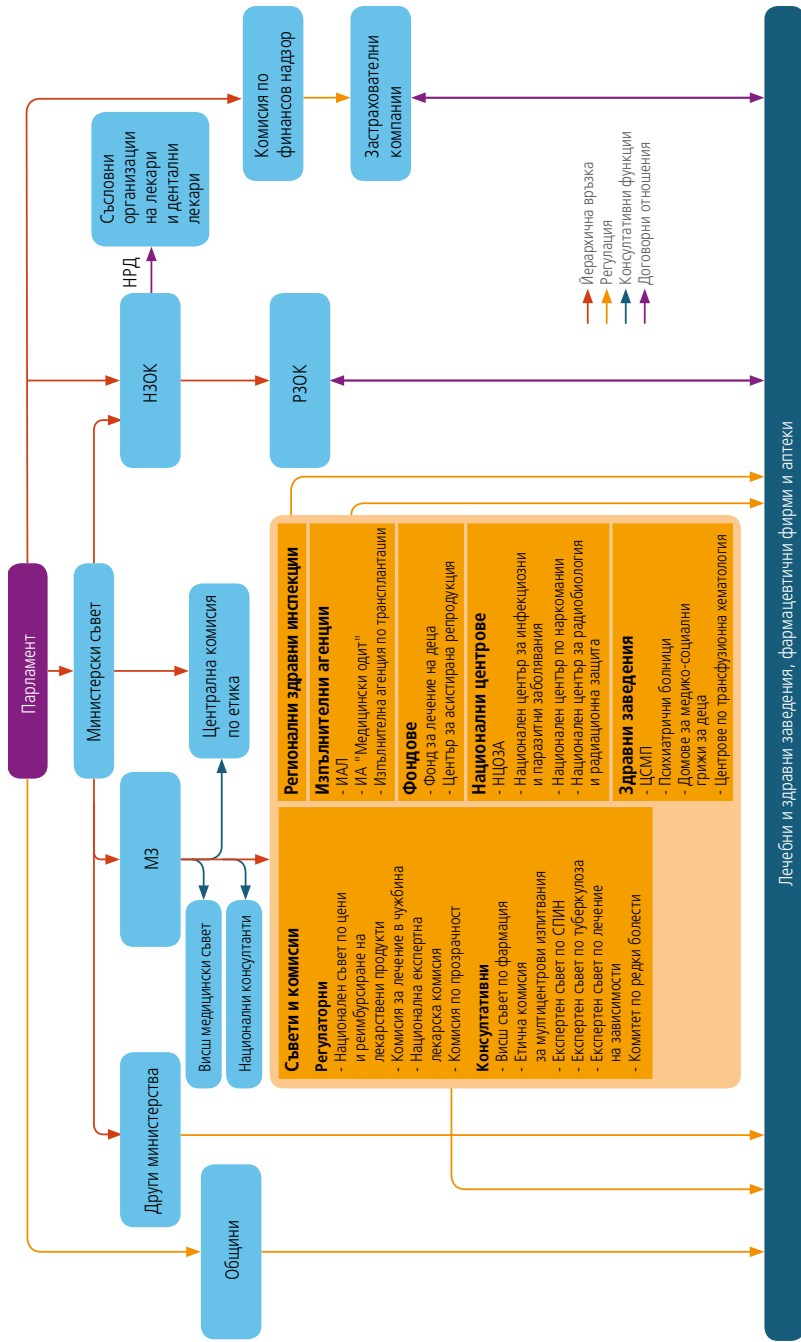 Парламент
Министерски съвет
Общини
Други министерства
МЗ
Висш медицински съвет
Национални консултанти
Централна комисия
по етика
НЗОК
НРД
Съсловни
организации
на лекари
и дентални
лекари
РЗОК
Комисия по
финансов надзор
Застрахователни
компании
Съвети и комисии
Регулаторни
- Национален съвет по цени
и реимбурсиране на
лекарствени продукти
- Комисия за лечение в чужбина
- Национална експертна
лекарска комисия
- Комисия по прозрачност
Консултативни
- Висш съвет по фармация
- Етична комисия
за мултицентрови изпитвания
- Експертен съвет по СПИН
- Експертен съвет по туберкулоза
- Експертен съвет по лечение
на зависимости
- Комитет по редки болести
Регионални здравни инспекции
Изпълнителни агенции
- ИАЛ
- ИА "Медицински одит"
- Изпълнителна агенция по трансплантации
Фондове
- Фонд за лечение на деца
- Център за асистирана репродукция
Национални центрове
- НЦОЗА
- Национален център за инфекциозни
и паразитни заболявания
- Национален център по наркомании
- Национален център за радиобиология
и радиационна защита
Здравни заведения
- ЦСМП
- Психиатрични болници
- Домове за медико-социални
грижи за деца
- Центрове по трансфузионна хематология
Йерархична връзка
Регулация
Консултативни функции
Договорни отношения
Лечебни и здравни заведения, фармацевтични фирми и аптеки